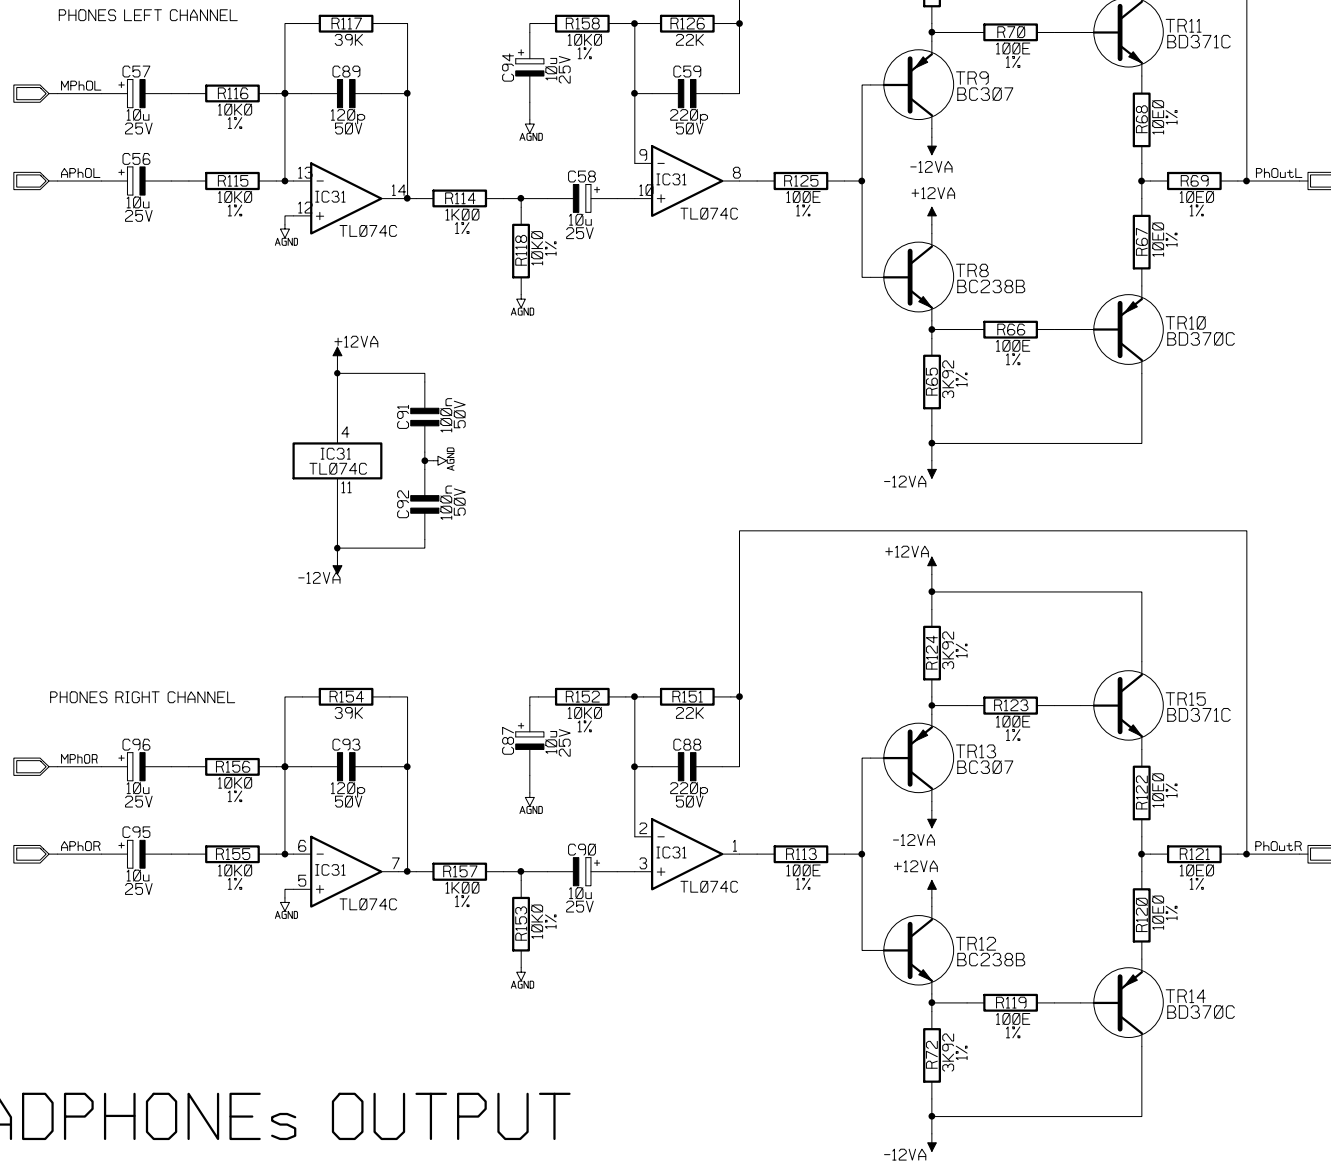 PHONES LEFT CHANNEL
R117
39K
C89
120p
50V
MPhOL
C57
+
10u
25V
R116
10K0
1%
APhOL
C56
+
10u
25V
R115
10K0
1%
13
-
12
+
IC31
14
TL074C
AGND
R114
1K00
1%
R118
10K0
1%
AGND
C58
+
10u
25V
C94
+
10u
25V
AGND
R158
10K0
1%
R126
22K
C59
220p
50V
9
-
10
+
IC31
8
TL074C
R125
100E
1%
TR9
BC307
-12VA
+12VA
TR8
BC238B
R70
100E
1%
TR11
BD371C
R68
10E0
1%
R69
10E0
1%
PhOutL
R67
10E0
1%
R66
100E
1%
TR10
BD370C
R65
3K92
1%
-12VA
+12VA
4
IC31
TL074C
11
-12VA
C91
100n
50V
AGND
C92
100n
50V
PHONES RIGHT CHANNEL
R154
39K
C93
120p
50V
MPhOR
C96
+
10u
25V
R156
10K0
1%
APhOR
C95
+
10u
25V
R155
10K0
1%
6
-
5
+
IC31
7
TL074C
AGND
R157
1K00
1%
R153
10K0
1%
AGND
C90
+
10u
25V
C87
+
10u
25V
AGND
R152
10K0
1%
R151
22K
C88
220p
50V
2
-
3
+
IC31
1
TL074C
R113
100E
1%
+12VA
R124
3K92
1%
TR13
BC307
-12VA
+12VA
TR12
BC238B
R123
100E
1%
TR15
BD371C
R122
10E0
1%
R121
10E0
1%
PhOutR
R120
10E0
1%
R119
100E
1%
TR14
BD370C
R72
3K92
1%
-12VA
ADPHONEs OUTPUT